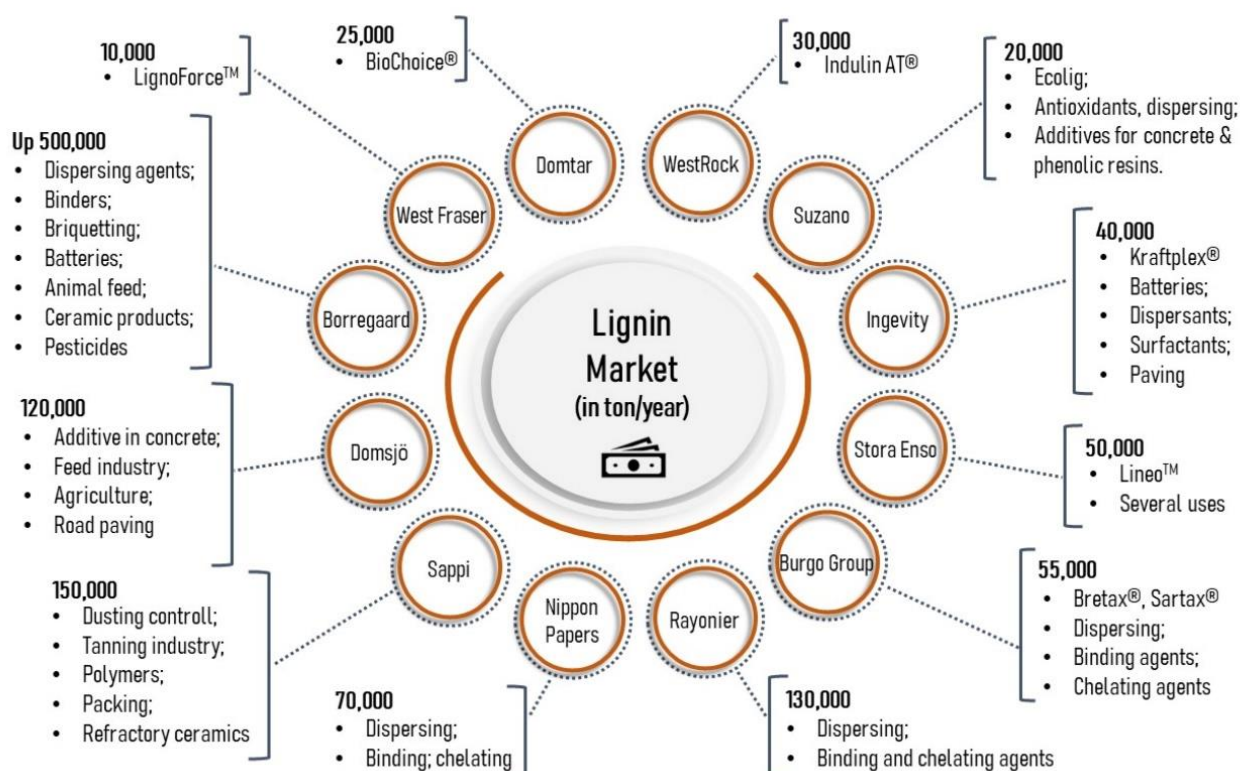 10,000
• LignoForce™
25,000
• BioChoice®
30,000
• Indulin AT®
20,000
• Ecolig;
• Antioxidants, dispersing;
• Additives for concrete &
phenolic resins.
Up 500,000
• Dispersing agents;
• Binders;
• Briquetting;
• Batteries;
• Animal feed;
• Ceramic products;
• Pesticides
40,000
• Kraftplex®
• Batteries;
• Dispersants;
• Surfactants;
• Paving
120,000
• Additive in concrete;
• Feed industry;
• Agriculture;
• Road paving
50,000
• Lineo™
• Several uses
150,000
• Dusting controll;
• Tanning industry;
• Polymers;
• Packing;
• Refractory ceramics
70,000
• Dispersing;
• Binding; chelating
130,000
• Dispersing;
• Binding and chelating agents
55,000
• Bretax®, Sartax®
• Dispersing;
• Binding agents;
• Chelating agents
Domtar
WestRock
West Fraser
Suzano
Borregaard
Ingevity
Domsjö
Stora Enso
Sappi
Burgo Group
Nippon
Papers
Rayonier
Lignin
Market
(in ton/year)